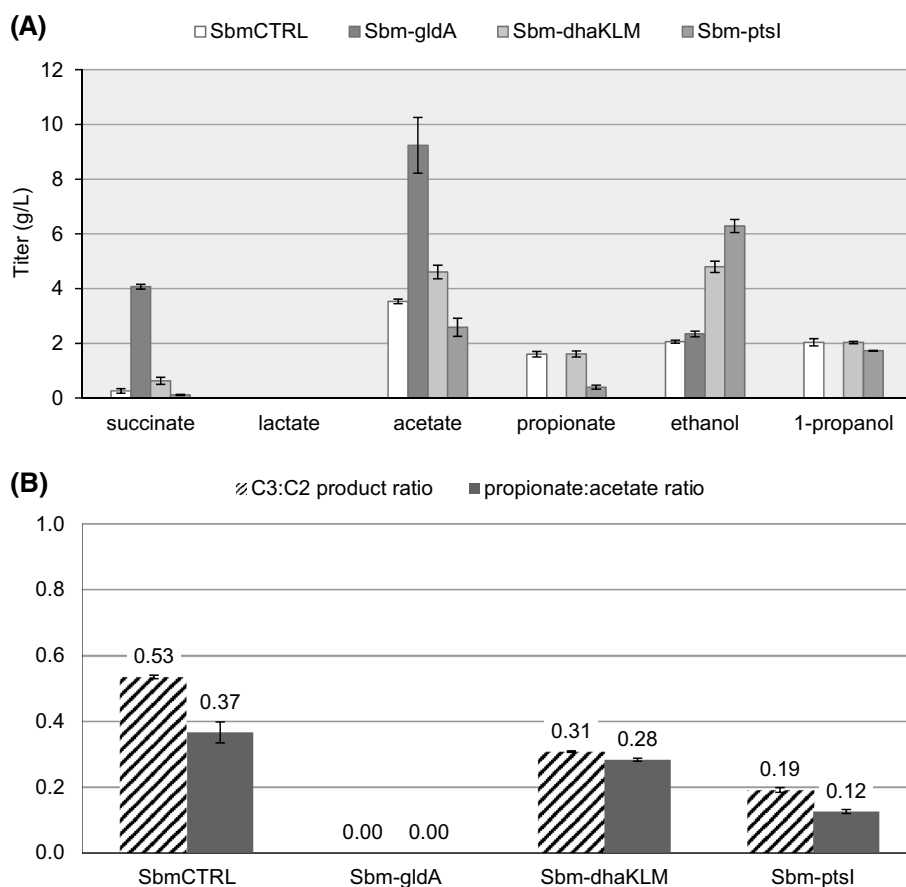 (A)
SbmCTRL Sbm-gldA Sbm-dhaKLM Sbm-ptsI
12
10
8
6
4
2
0
Titer (g/L)
succinate lactate acetate propionate ethanol 1-propanol
(B)
C3:C2 product ratio propionate:acetate ratio
1.0
0.8
0.6
0.4
0.2
0.0
0.53
0.37
0.00 0.00
0.31
0.28
0.19
0.12
SbmCTRL Sbm-gldA Sbm-dhaKLM Sbm-ptsI